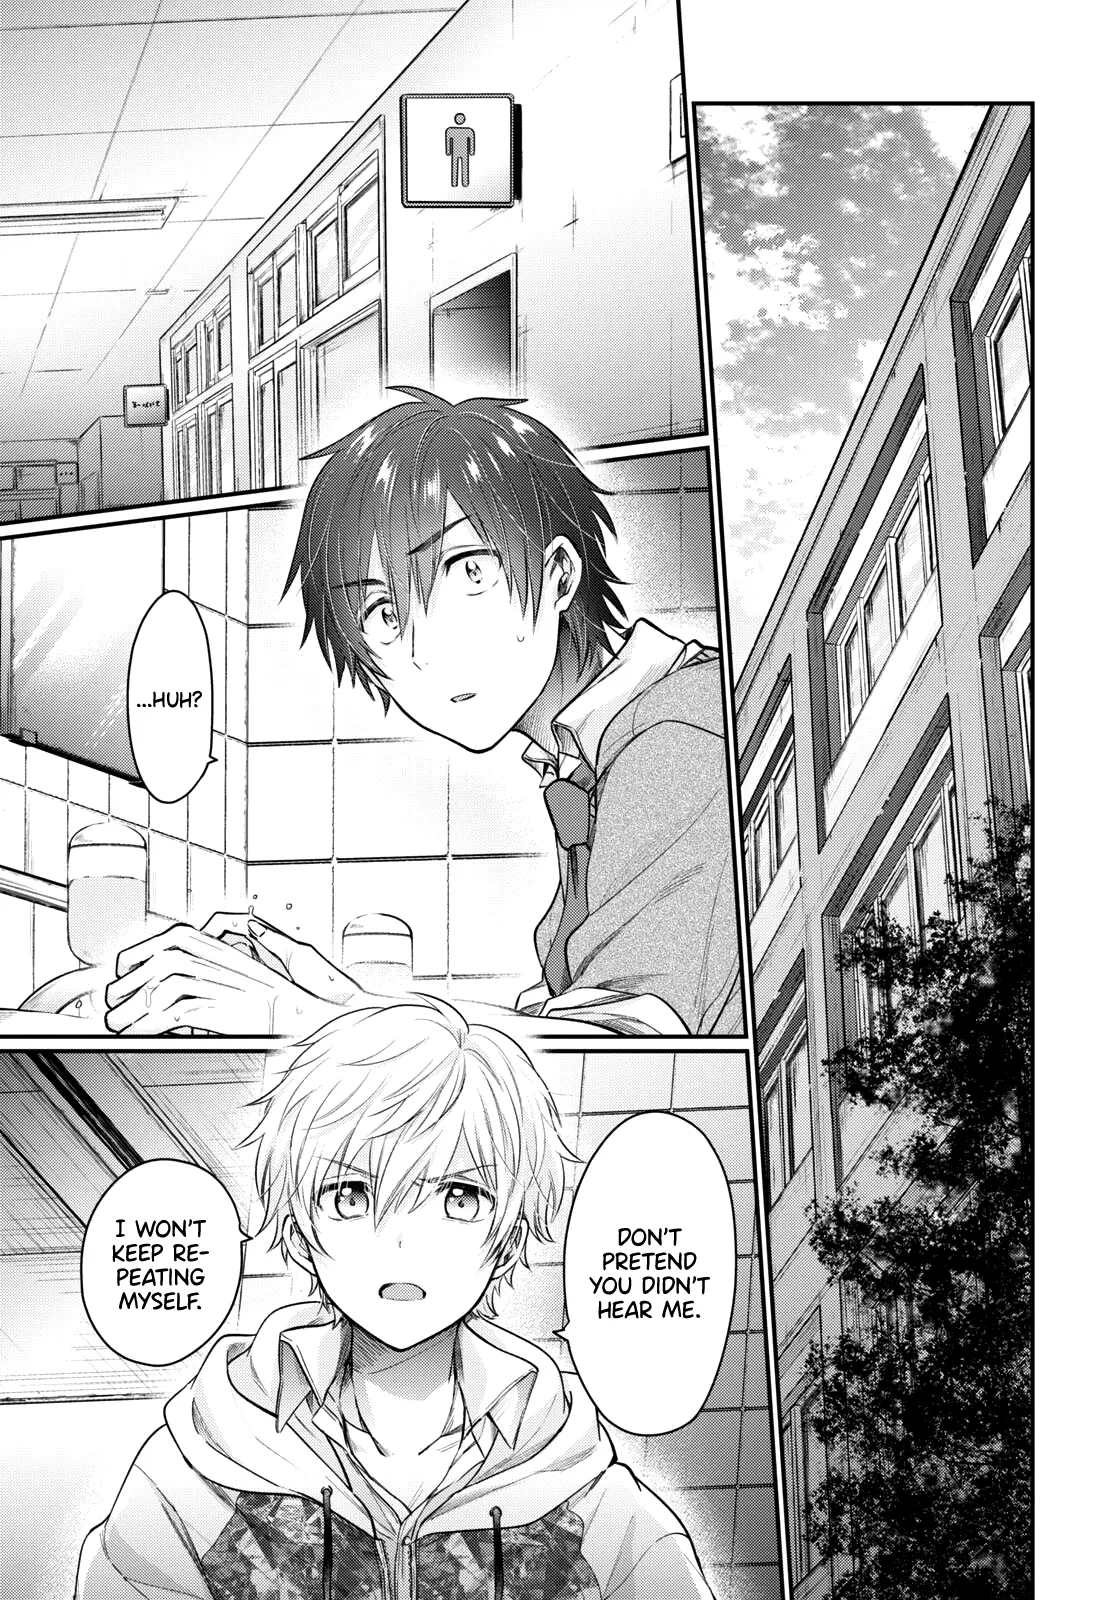 ...HUH?
DON'T
PRETEND
YOU DIDN'T
HEAR ME.
I WON'T
KEEP RE-
PEATING
MYSELF.